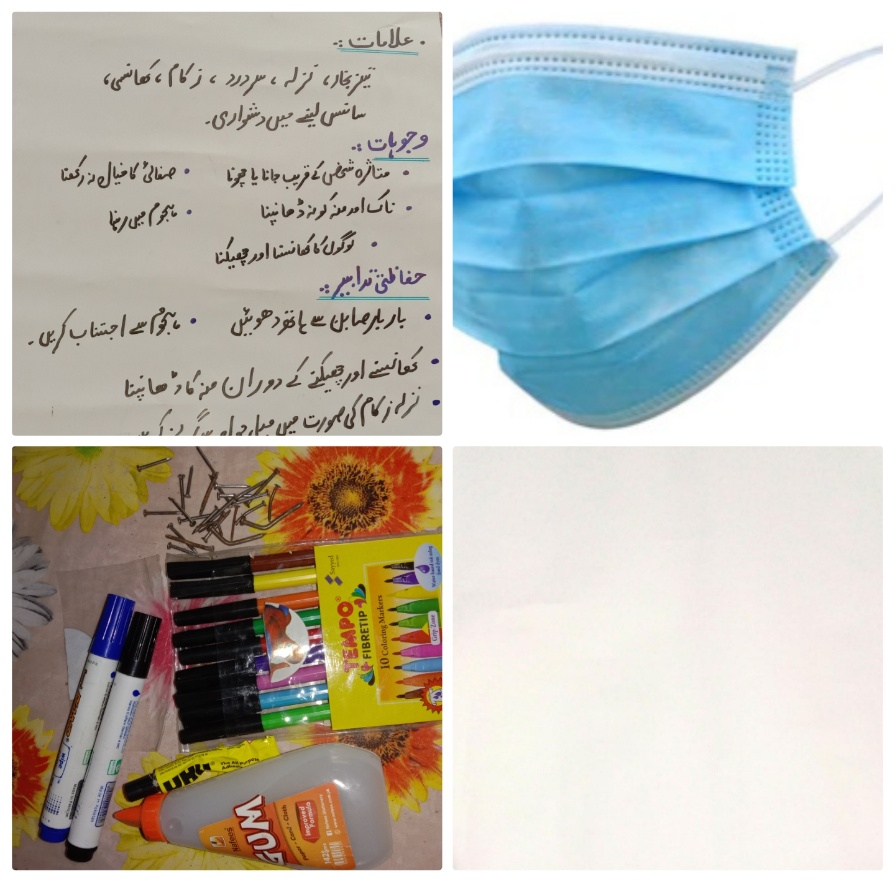 علامات :-
تیز بخار، نزلہ ، سر درد ، زکام ، کھانسی،
سانس لینے میں دشواری۔
وجوہات :-
• متاثرہ شخص کے قریب جانا یا چھونا • صفائی کا خیال نہ رکھنا
• ناک اور منہ کو نہ ڈھانپنا • ہجوم میں رہنا
• لوگوں کا کھانسنا اور چھینکنا
حفاظتی تدابیر :-
• بار بار صابن سے ہاتھ دھوئیں • ہجوم سے اجتناب کریں۔
• کھانسنے اور چھینکنے کے دوران منہ کا ڈھانپنا
• نزلہ زکام کی صورت میں میل جول
TEMPO
FIBRETIP
10 Coloring Markers
UHU
GUM
Improved
Formula